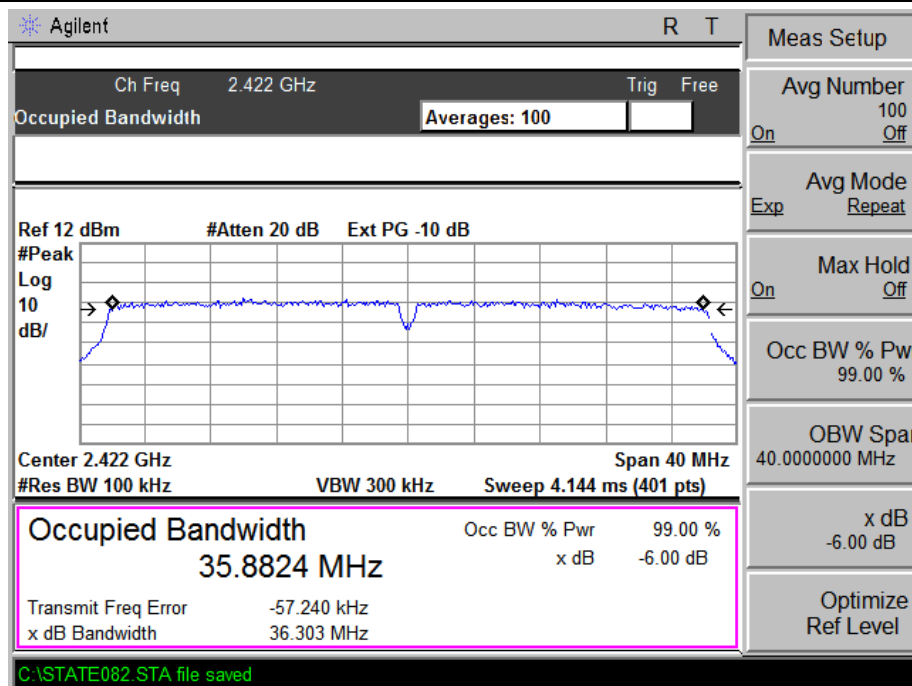 Agilent R T
Ch Freq 2.422 GHz Trig Free
Occupied Bandwidth Averages: 100
Ref 12 dBm #Atten 20 dB Ext PG -10 dB
#Peak
Log
10
dB/
Center 2.422 GHz Span 40 MHz
#Res BW 100 kHz VBW 300 kHz Sweep 4.144 ms (401 pts)
Occupied Bandwidth Occ BW % Pwr 99.00 %
35.8824 MHz x dB -6.00 dB
Transmit Freq Error -57.240 kHz
x dB Bandwidth 36.303 MHz
C:\STATE082.STA file saved
Meas Setup
Avg Number
100
On Off
Avg Mode
Exp Repeat
Max Hold
On Off
Occ BW % Pw
99.00 %
OBW Spa
40.0000000 MHz
x dB
-6.00 dB
Optimize
Ref Level